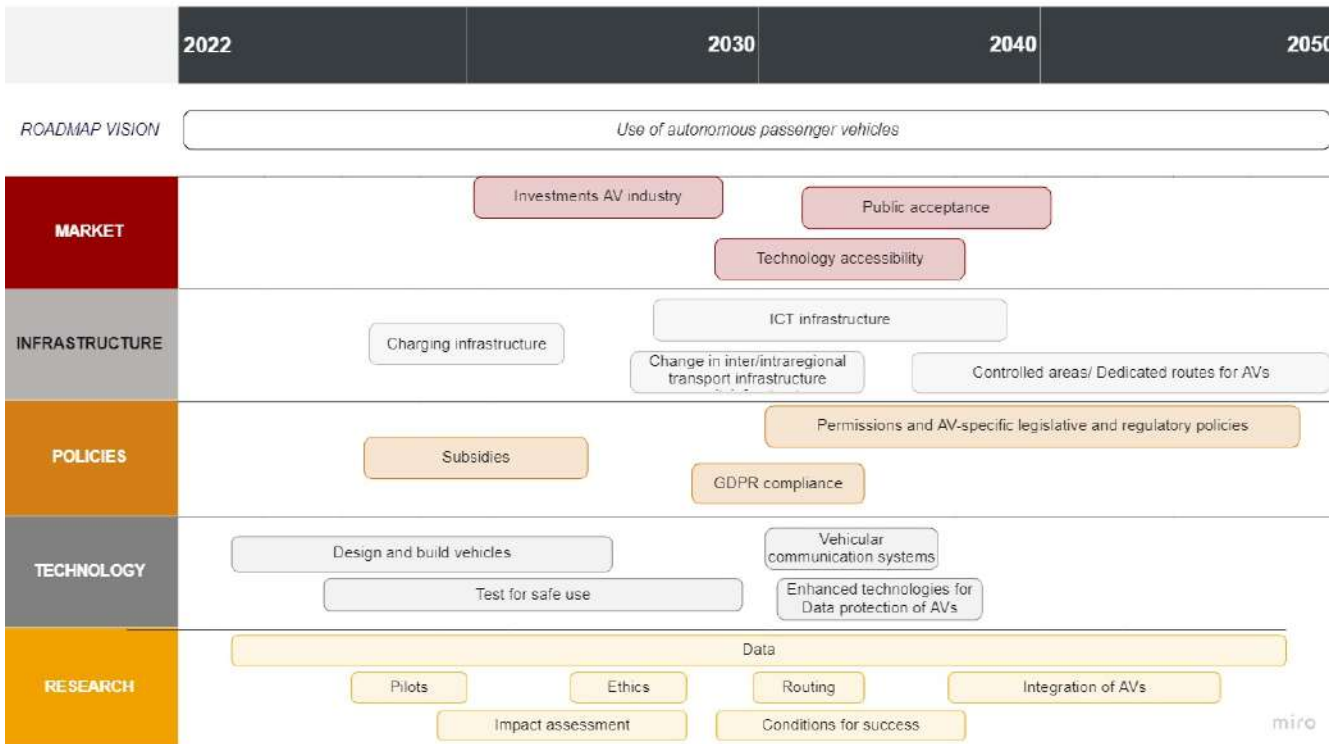 2022
2030
2040
2050
ROADMAP VISION
Use of autonomous passenger vehicles
MARKET
Investments AV industry
Public acceptance
Technology accessibility
INFRASTRUCTURE
ICT infrastructure
Charging infrastructure
Change in inter/intraregional
transport infrastructure
Controlled areas/ Dedicated routes for AVs
POLICIES
Permissions and AV-specific legislative and regulatory policies
Subsidies
GDPR compliance
TECHNOLOGY
Design and build vehicles
Vehicular
communication systems
Test for safe use
Enhanced technologies for
Data protection of AVs
RESEARCH
Data
Pilots
Ethics
Routing
Integration of AVs
Impact assessment
Conditions for success
miro